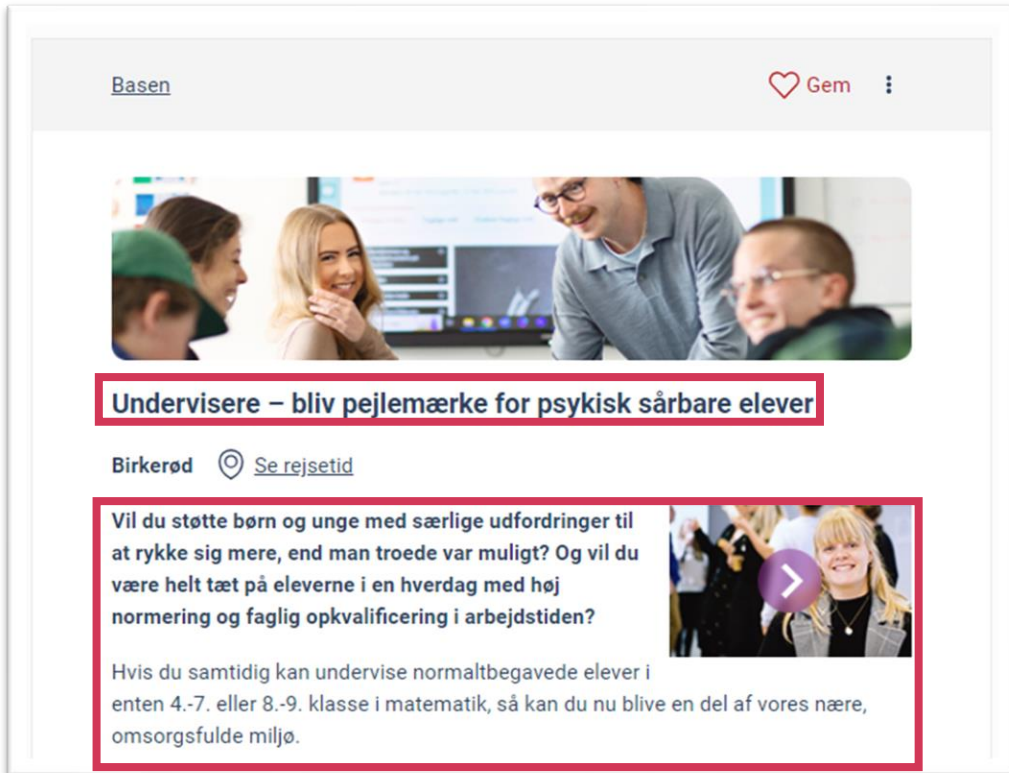 Basen
Gem
Undervisere – bliv pejlemærke for psykisk sårbare elever
Birkerød Se rejsetid
Vil du støtte børn og unge med særlige udfordringer til
at rykke sig mere, end man troede var muligt? Og vil du
være helt tæt på eleverne i en hverdag med høj
normering og faglig opkvalificering i arbejdstiden?
Hvis du samtidig kan undervise normaltbegavede elever i
enten 4.-7. eller 8.-9. klasse i matematik, så kan du nu blive en del af vores nære,
omsorgsfulde miljø.